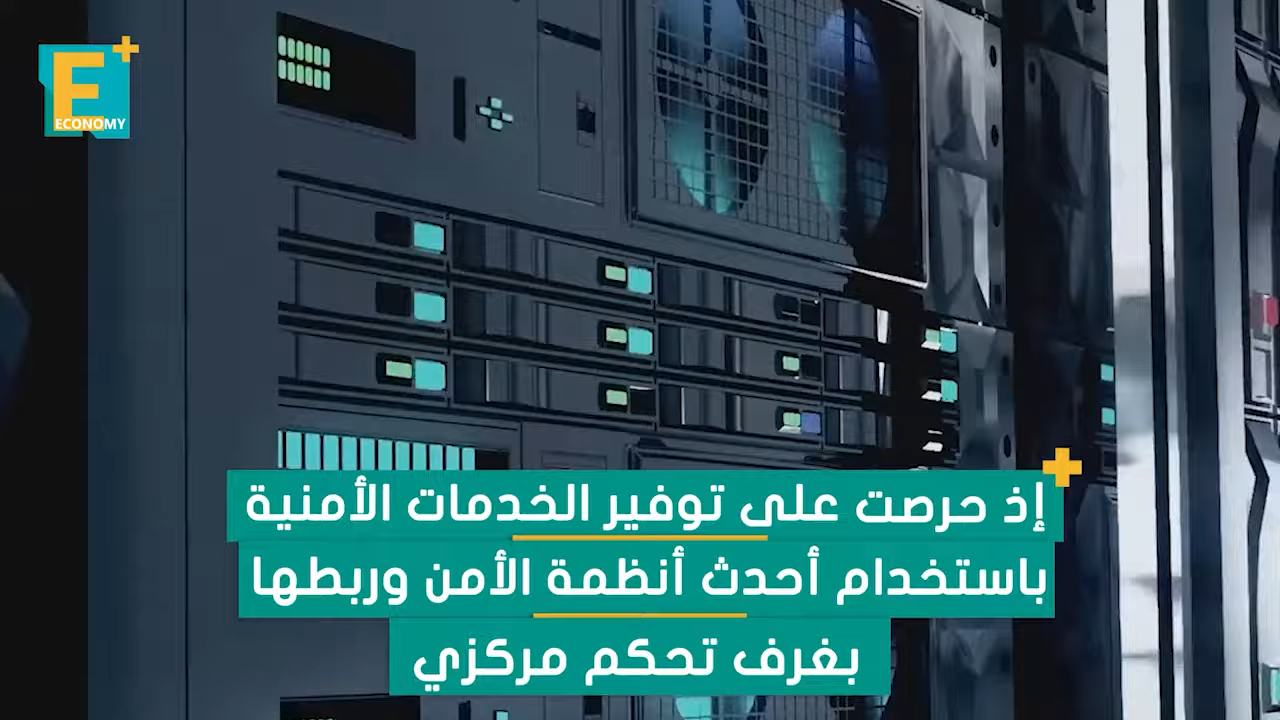 E+
ECONOMY
إذ حرصت على توفير الخدمات الأمنية
باستخدام أحدث أنظمة الأمن وربطها
بغرف تحكم مركزي